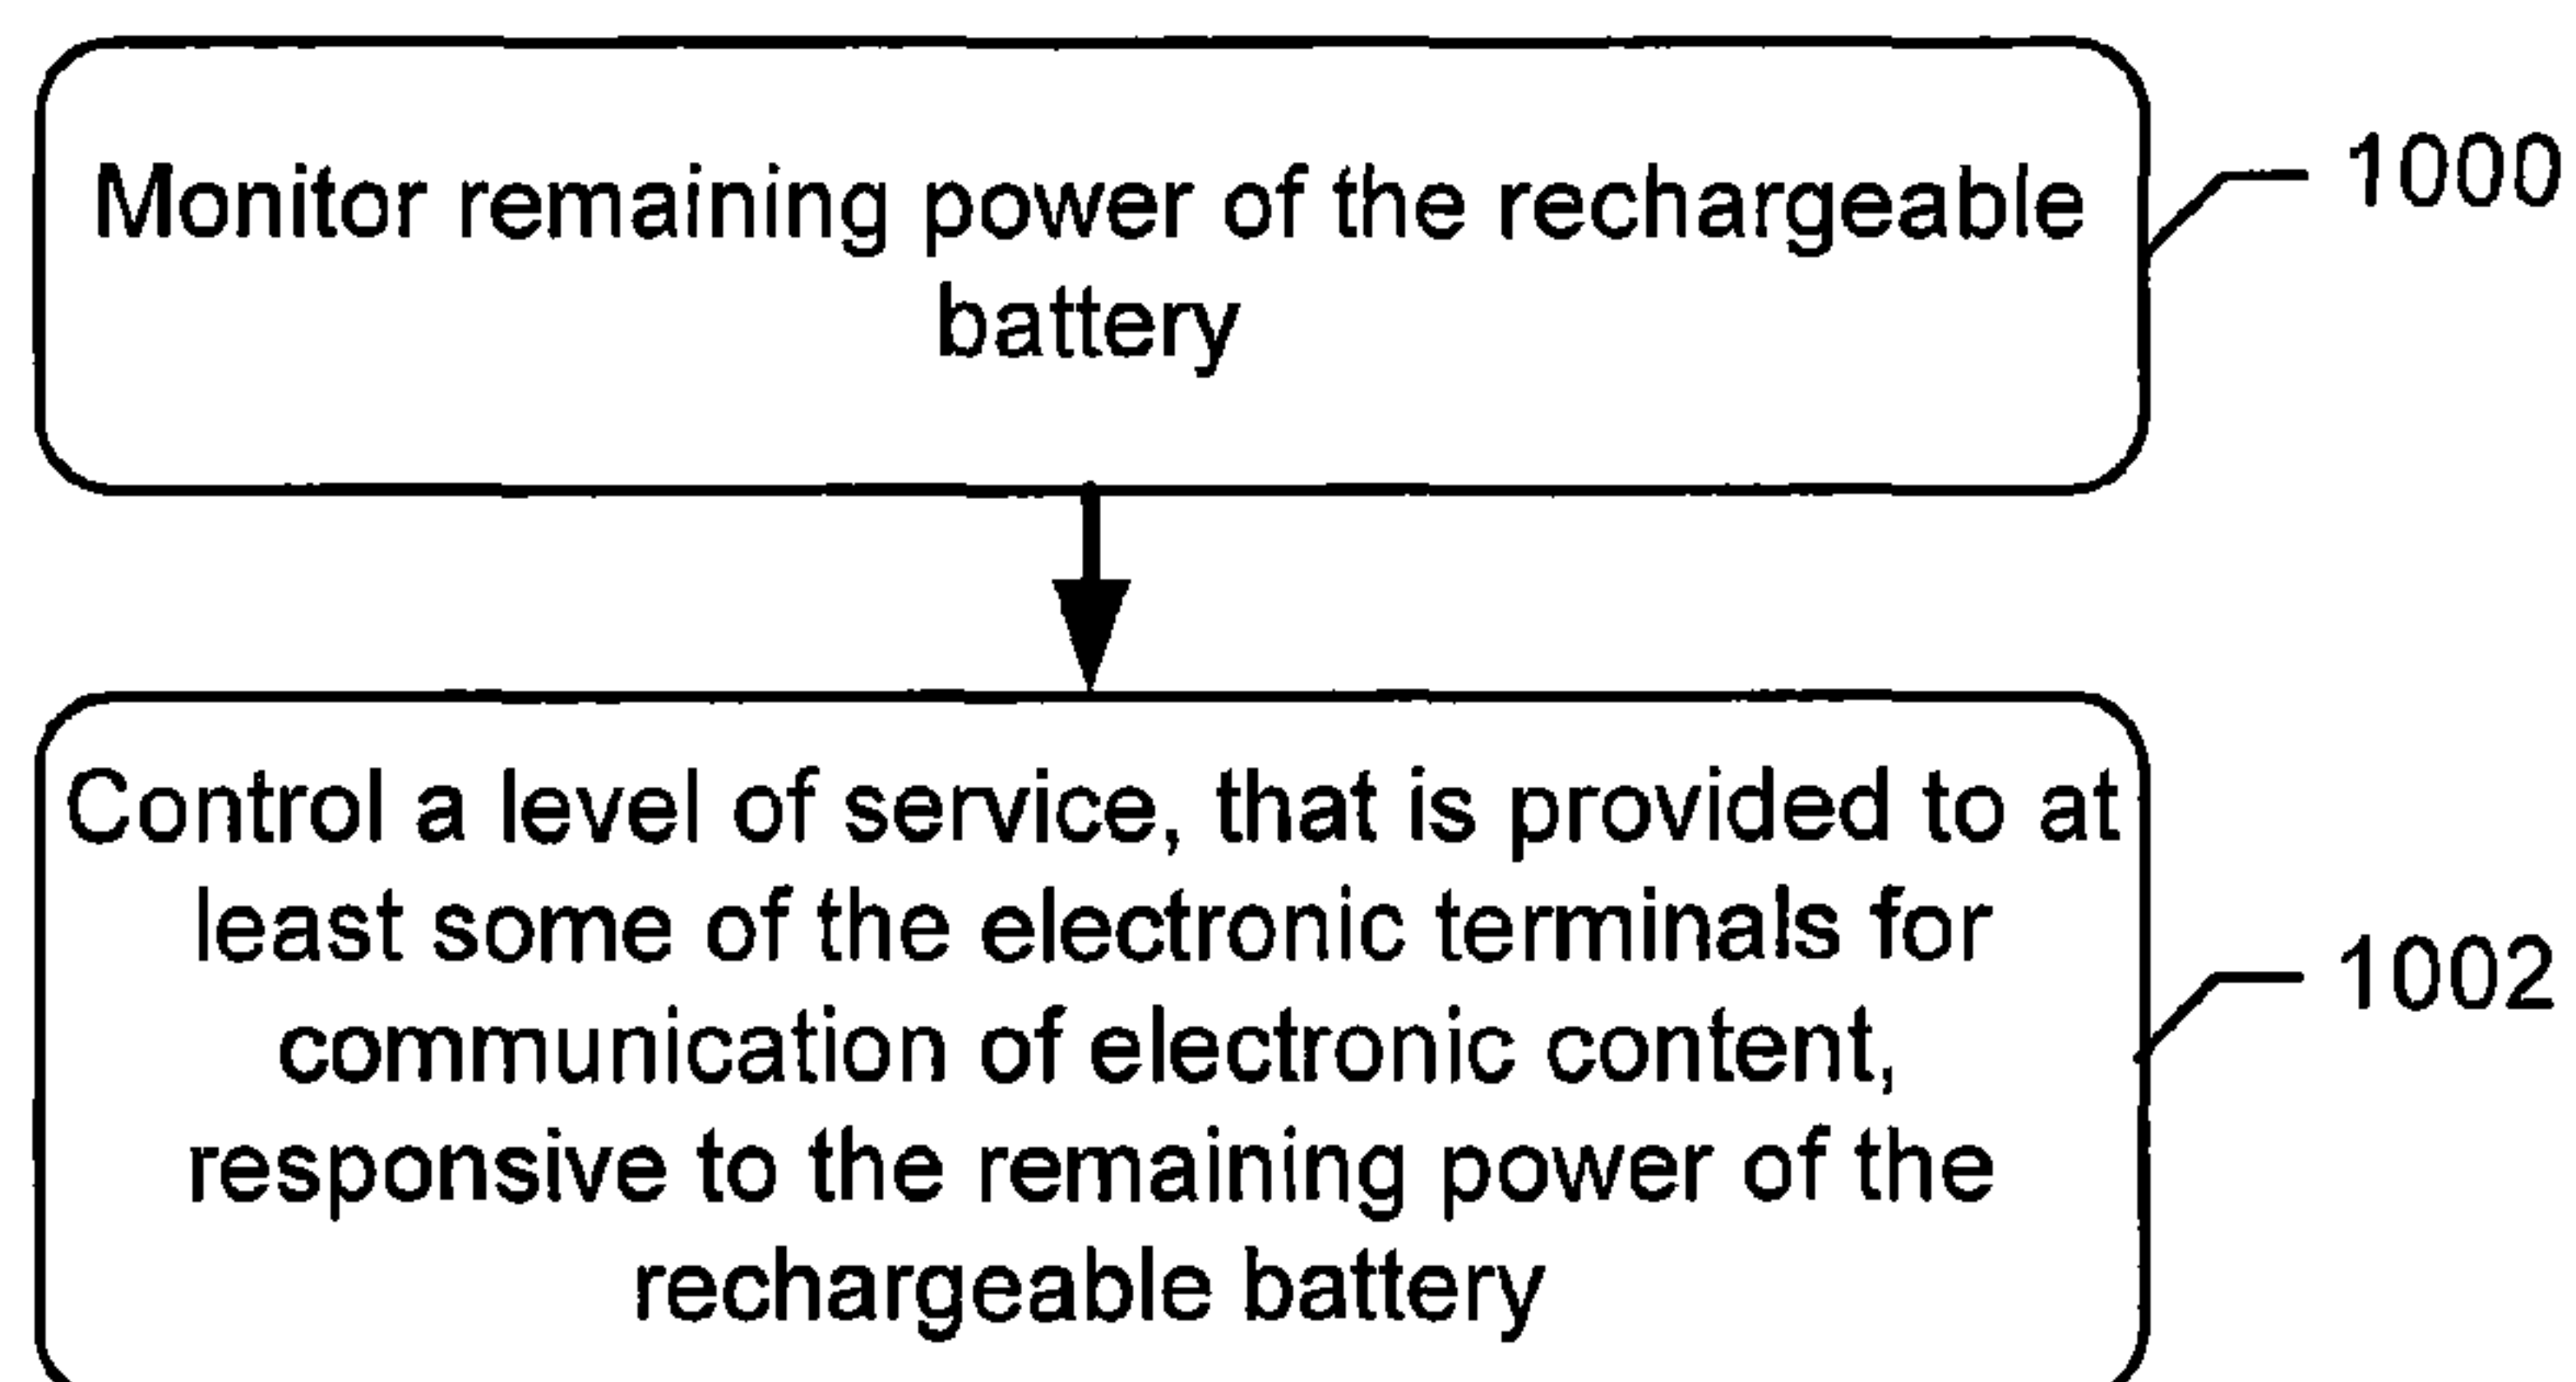 Monitor remaining power of the rechargeable
battery
1000
Control a level of service, that is provided to at
least some of the electronic terminals for
communication of electronic content,
responsive to the remaining power of the
rechargeable battery
1002